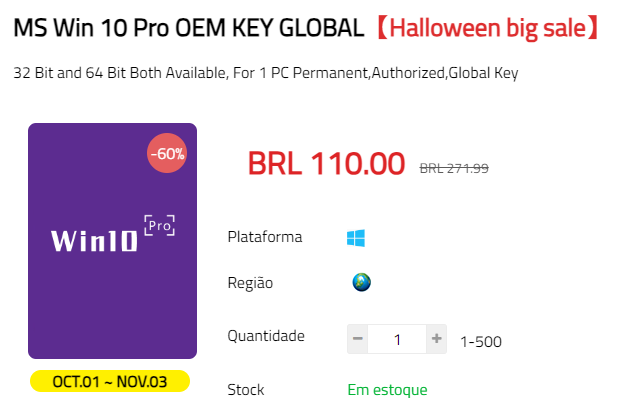 MS Win 10 Pro OEM KEY GLOBAL【Halloween big sale】
32 Bit and 64 Bit Both Available, For 1 PC Permanent,Authorized,Global Key
-60%
Win10 Pro
OCT.01 ~ NOV.03
BRL 110.00 BRL 271.99
Plataforma
Região
Quantidade − 1 + 1-500
Stock Em estoque